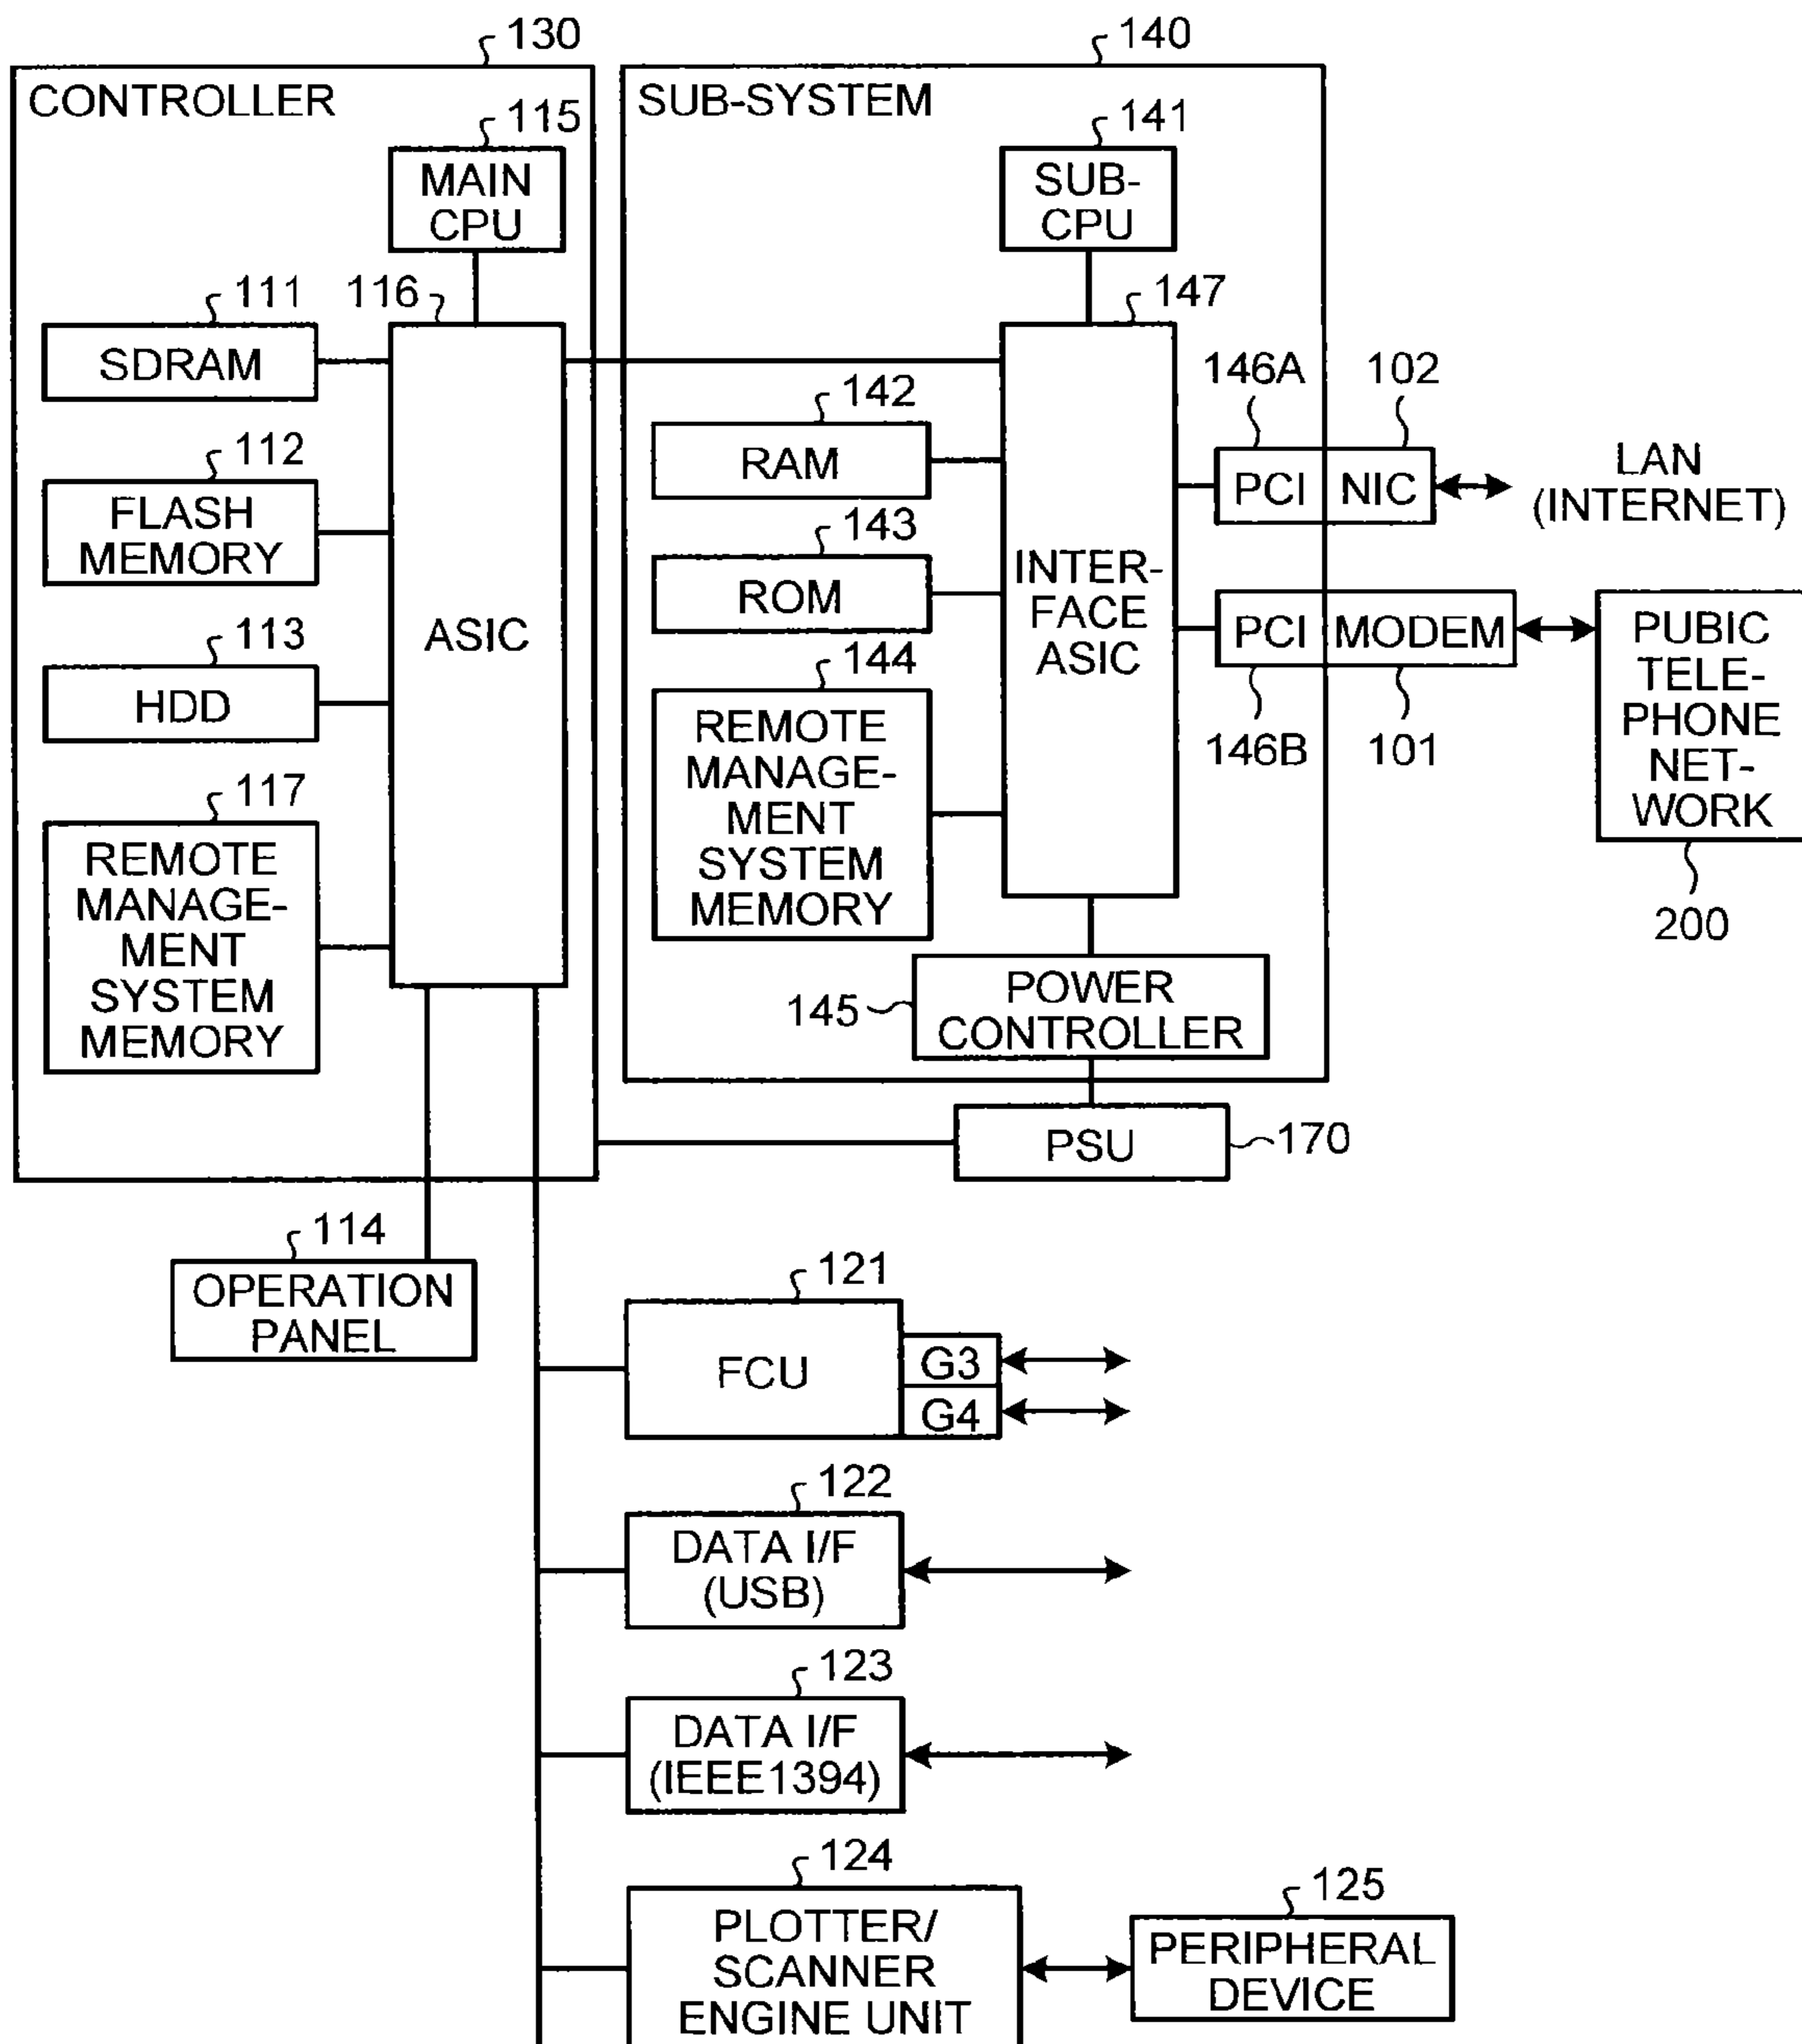 130
140
CONTROLLER
SUB-SYSTEM
115
141
MAIN
CPU
SUB-
CPU
111
116
147
SDRAM
146A
102
142
112
RAM
PCI
NIC
LAN
(INTERNET)
FLASH
MEMORY
143
INTER-
FACE
ASIC
ROM
113
ASIC
PCI
MODEM
PUBIC
TELE-
PHONE
NET-
WORK
144
HDD
REMOTE
MANAGE-
MENT
SYSTEM
MEMORY
146B
101
117
REMOTE
MANAGE-
MENT
SYSTEM
MEMORY
200
145
POWER
CONTROLLER
PSU
170
114
OPERATION
PANEL
121
FCU
G3
G4
122
DATA I/F
(USB)
123
DATA I/F
(IEEE1394)
124
125
PLOTTER/
SCANNER
ENGINE UNIT
PERIPHERAL
DEVICE